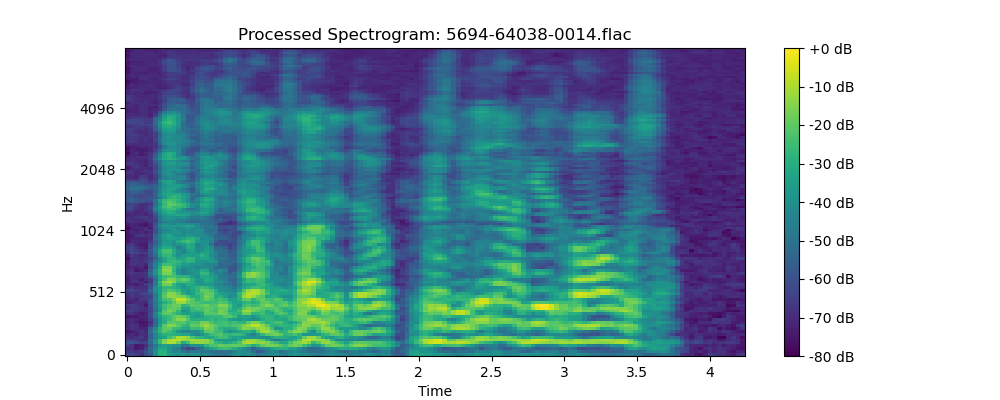 Processed Spectrogram: 5694-64038-0014.flac
Hz
4096
2048
1024
512
0
0 0.5 1 1.5 2 2.5 3 3.5 4
Time
+0 dB
-10 dB
-20 dB
-30 dB
-40 dB
-50 dB
-60 dB
-70 dB
-80 dB